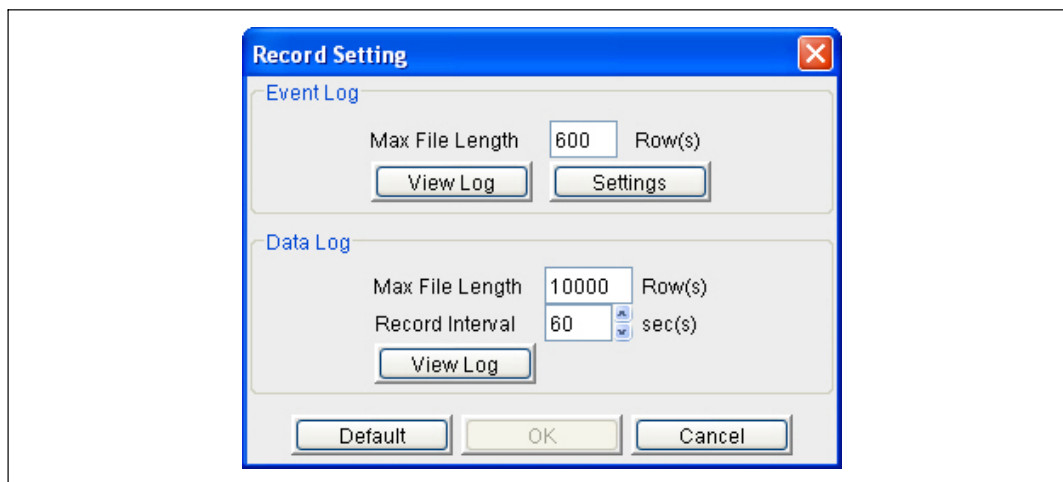 Record Setting
Event Log
Max File Length 600 Row(s)
View Log Settings
Data Log
Max File Length 10000 Row(s)
Record Interval 60 sec(s)
View Log
Default OK Cancel